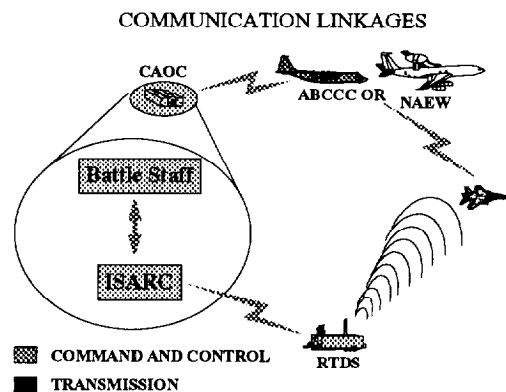 COMMUNICATION LINKAGES
CAOC
ABCCC OR NAEW
Battle Staff
ISARC
RTDS
COMMAND AND CONTROL
TRANSMISSION